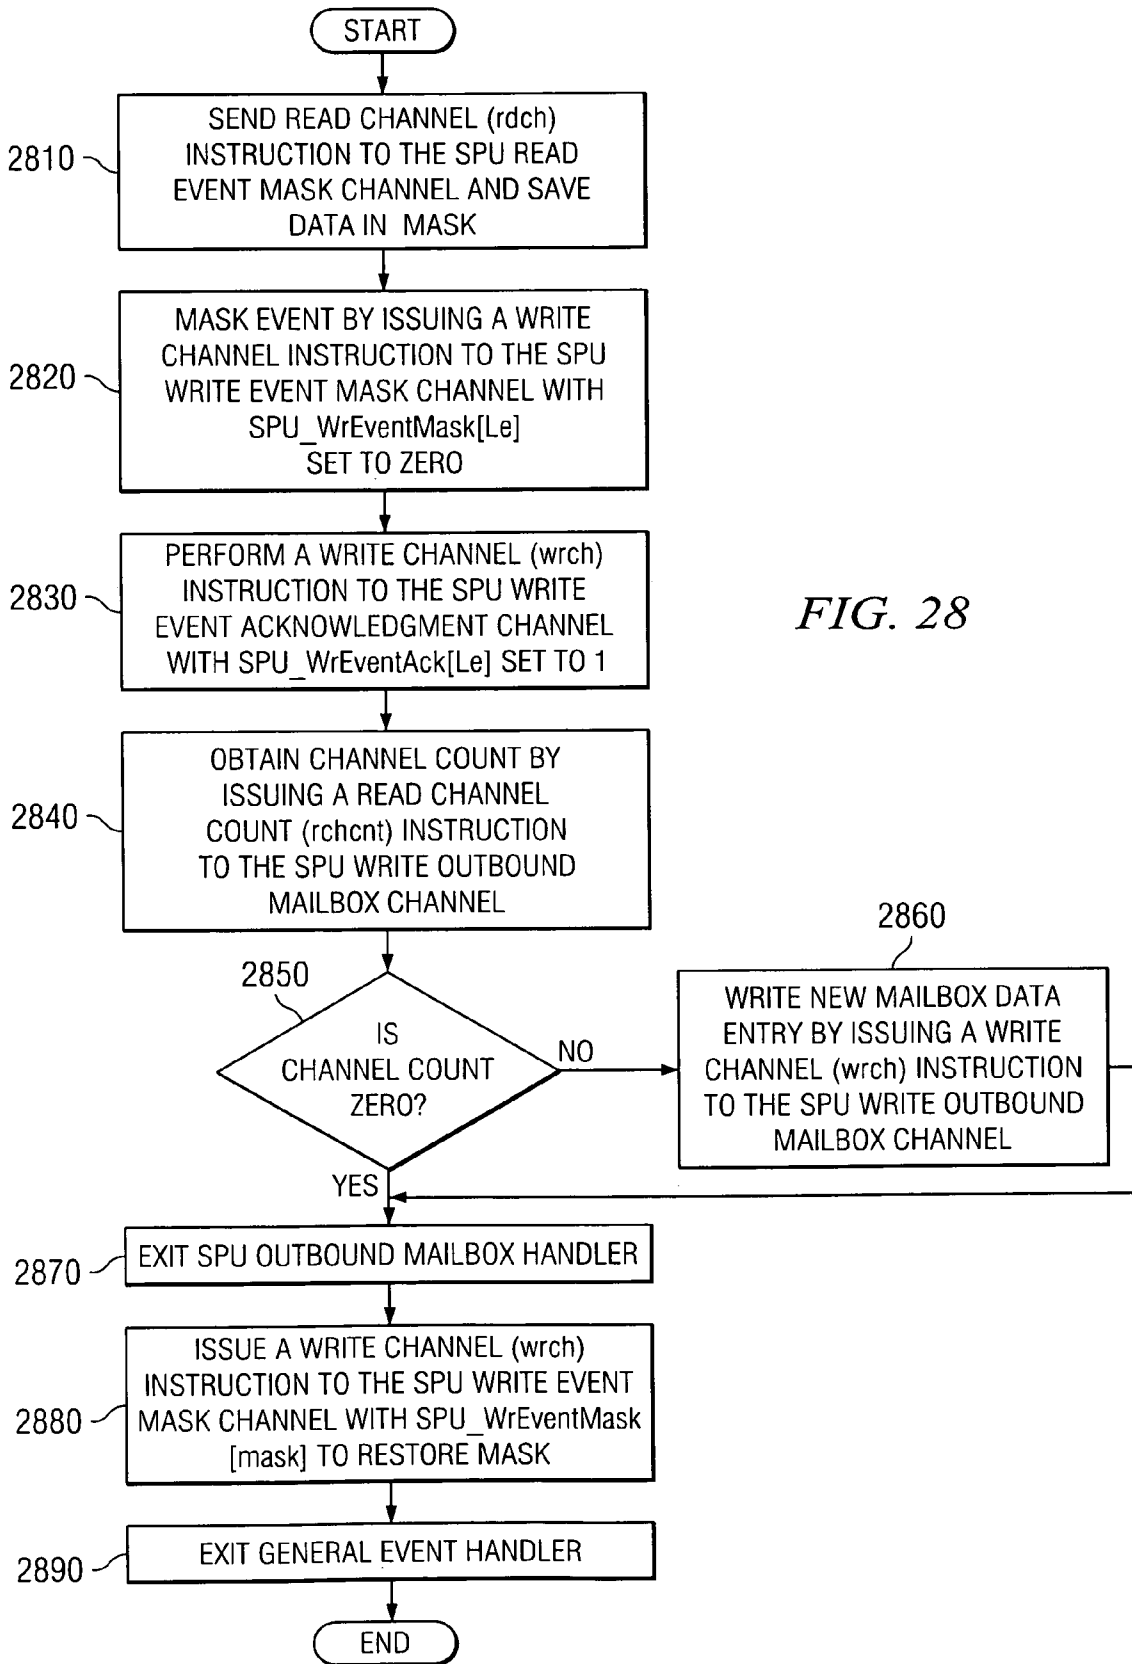 START
SEND READ CHANNEL (rdch)
INSTRUCTION TO THE SPU READ
EVENT MASK CHANNEL AND SAVE
DATA IN MASK
2810
MASK EVENT BY ISSUING A WRITE
CHANNEL INSTRUCTION TO THE SPU
WRITE EVENT MASK CHANNEL WITH
SPU_WrEventMask[Le]
SET TO ZERO
2820
PERFORM A WRITE CHANNEL (wrch)
INSTRUCTION TO THE SPU WRITE
EVENT ACKNOWLEDGMENT CHANNEL
WITH SPU_WrEventAck[Le] SET TO 1
2830
FIG. 28
OBTAIN CHANNEL COUNT BY
ISSUING A READ CHANNEL
COUNT (rchcnt) INSTRUCTION
TO THE SPU WRITE OUTBOUND
MAILBOX CHANNEL
2840
2850
IS
CHANNEL COUNT
ZERO?
NO
YES
2860
WRITE NEW MAILBOX DATA
ENTRY BY ISSUING A WRITE
CHANNEL (wrch) INSTRUCTION
TO THE SPU WRITE OUTBOUND
MAILBOX CHANNEL
EXIT SPU OUTBOUND MAILBOX HANDLER
2870
ISSUE A WRITE CHANNEL (wrch)
INSTRUCTION TO THE SPU WRITE EVENT
MASK CHANNEL WITH SPU_WrEventMask
[mask] TO RESTORE MASK
2880
EXIT GENERAL EVENT HANDLER
2890
END